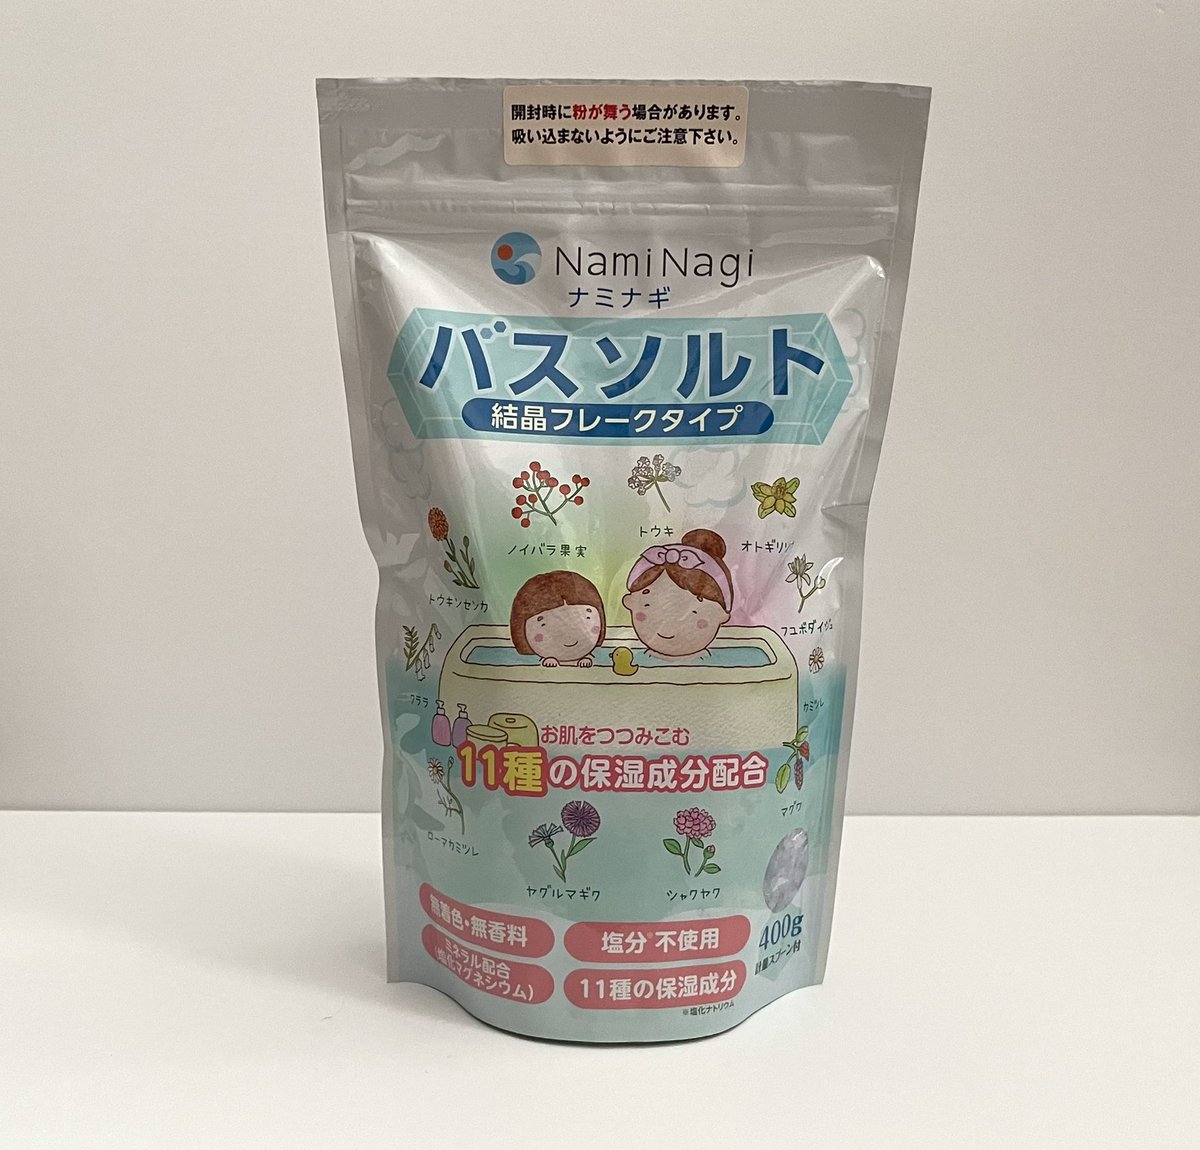 開封時に粉が舞う場合があります。
吸い込まないようにご注意下さい。
NamiNagi
ナミナギ
バスソルト
結晶フレークタイプ
トウキ
ノイバラ果実
オトギリソ
トウキンセンカ
フユボダイジュ
クララ
カミツレ
お肌をつつみこむ
11種の保湿成分配合
マグワ
ローマカミツレ
ヤグルマギク
シャクヤク
無着色・無香料
塩分※不使用
400g
計量スプーン付
ミネラル配合
(塩化マグネシウム)
11種の保湿成分
※塩化ナトリウム